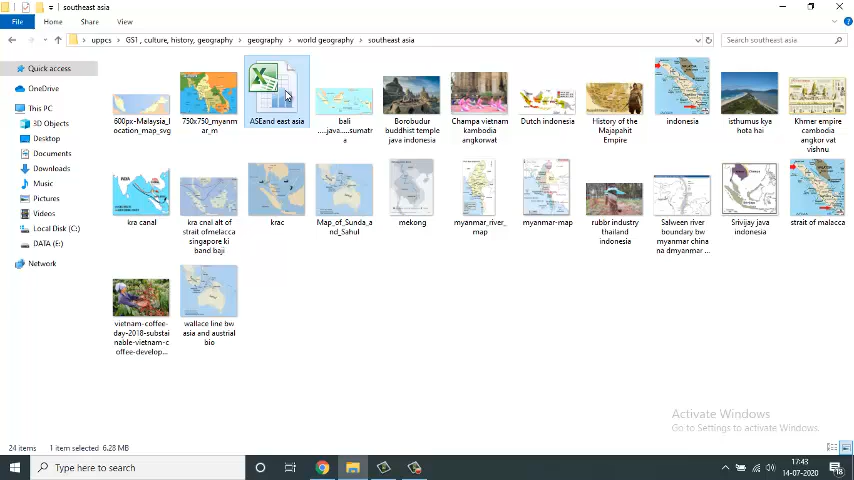 southeast asia
File Home Share View
uppcs GS1 , culture, history, geography geography world geography southeast asia
Search southeast asia
Quick access
OneDrive
This PC
3D Objects
Desktop
Documents
Downloads
Music
Pictures
Videos
Local Disk (C:)
DATA (E:)
Network
600px-Malaysia_l
ocation_map_svg
750x750_myanm
ar_m
ASEand east asia
bali
.....java.....sumatr
a
Borobudur
buddhist temple
java indonesia
Champa vietnam
kambodia
angkorwat
Dutch indonesia
History of the
Majapahit
Empire
indonesia
isthumus kya
hota hai
Khmer empire
cambodia
angkor vat
vishnu
kra canal
kra cnal alt of
strait ofmelacca
singapore ki
band baji
krac
Map_of_Sunda_a
nd_Sahul
mekong
myanmar_river_
map
myanmar-map
rubbr industry
thailand
indonesia
Salween river
boundary bw
myanmar china
na dmyanmar ...
Srivijay java
indonesia
strait of malacca
vietnam-coffee-
day-2018-substai
nable-vietnam-c
offee-develop...
wallace line bw
asia and austrial
bio
Activate Windows
Go to Settings to activate Windows.
24 items 1 item selected 6.28 MB
Type here to search
17:43
14-07-2020